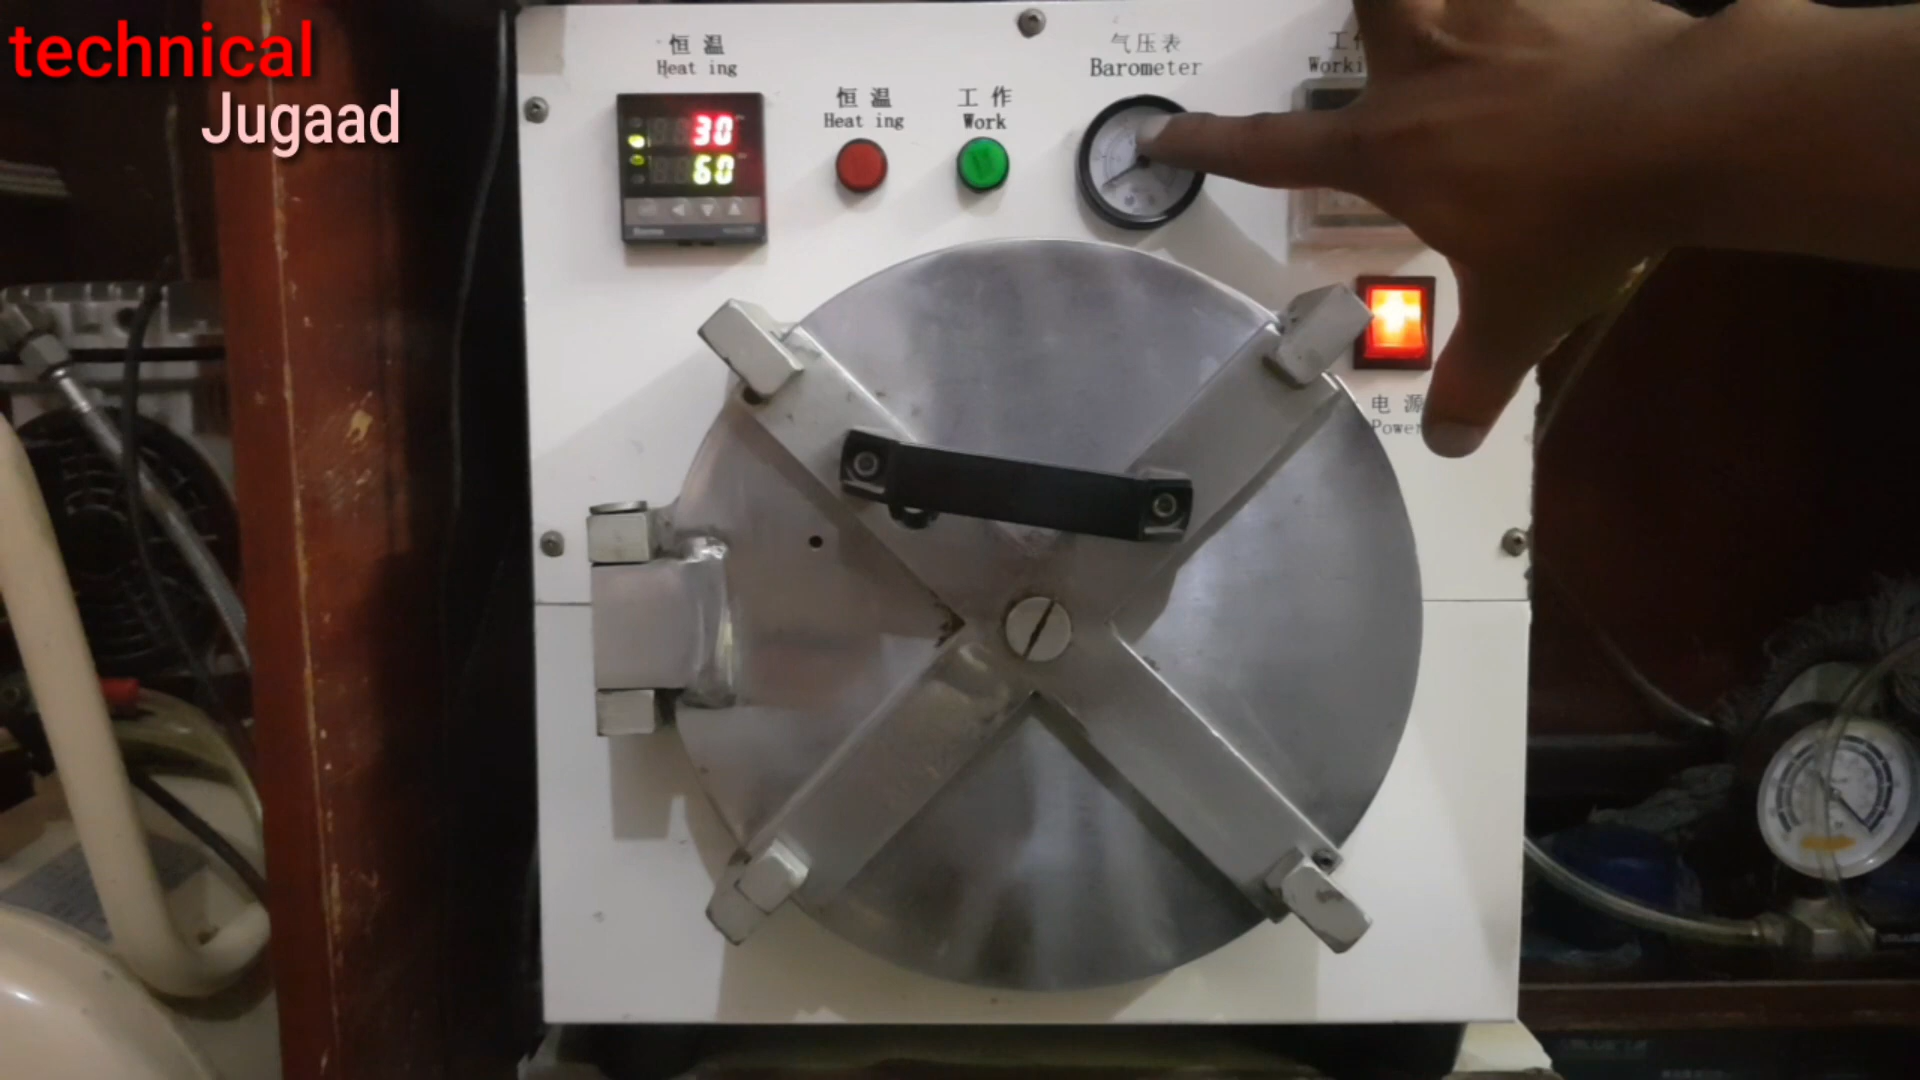 technical
Jugaad
恒 温
Heat ing
30
60
恒 温
Heat ing
工 作
Work
气压表
Barometer
电 源
Power